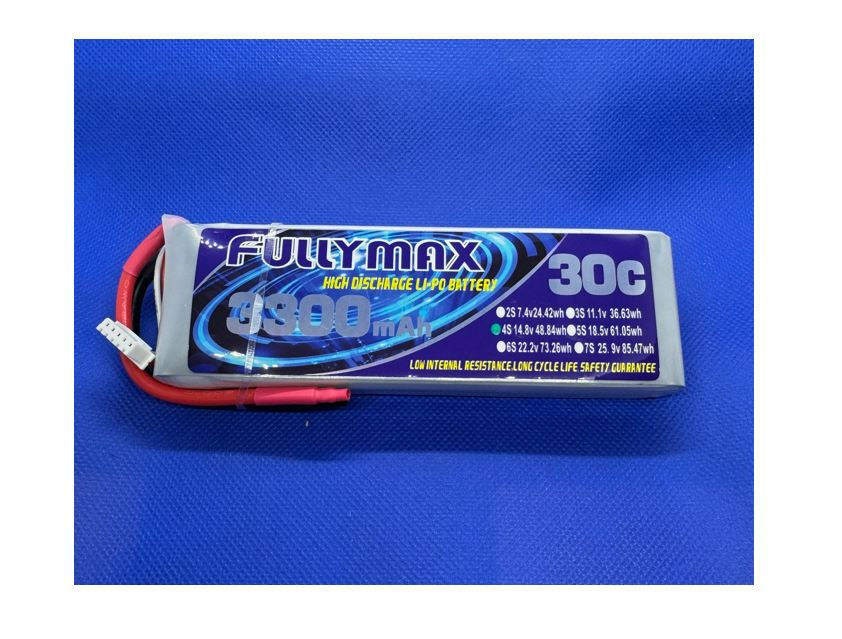 FULLYMAX
30C
HIGH DISCHARGE LI-PO BATTERY
3300mAh
2S 7.4v24.42wh 3S 11.1v 36.63wh
4S 14.8v 48.84wh 5S 18.5v 61.05wh
6S 22.2v 73.26wh 7S 25.9v 85.47wh
LOW INTERNAL RESISTANCE.LONG CYCLE LIFE SAFETY GUARANTEE